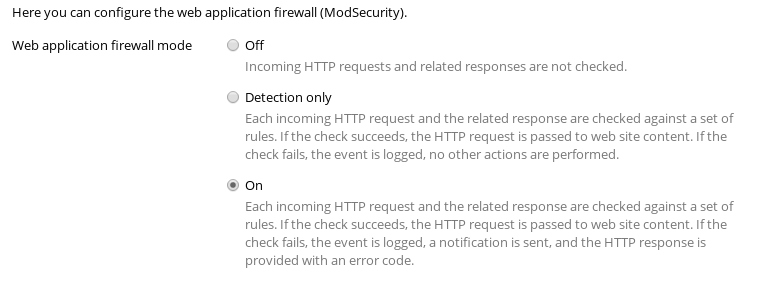 Here you can configure the web application firewall (ModSecurity).
Web application firewall mode
Off
Incoming HTTP requests and related responses are not checked.
Detection only
Each incoming HTTP request and the related response are checked against a set of
rules. If the check succeeds, the HTTP request is passed to web site content. If the
check fails, the event is logged, no other actions are performed.
On
Each incoming HTTP request and the related response are checked against a set of
rules. If the check succeeds, the HTTP request is passed to web site content. If the
check fails, the event is logged, a notification is sent, and the HTTP response is
provided with an error code.